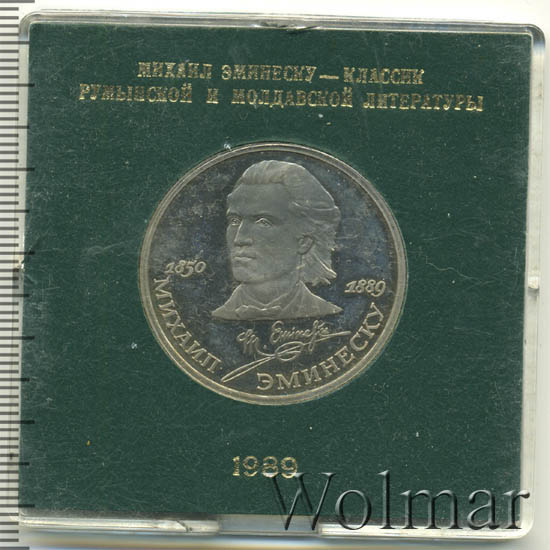 МИХАИЛ ЭМИНЕСКУ — КЛАССИК
РУМЫНСКОЙ И МОЛДАВСКОЙ ЛИТЕРАТУРЫ
1850
1889
МИХАИЛ ЭМИНЕСКУ
1989
Wolmar